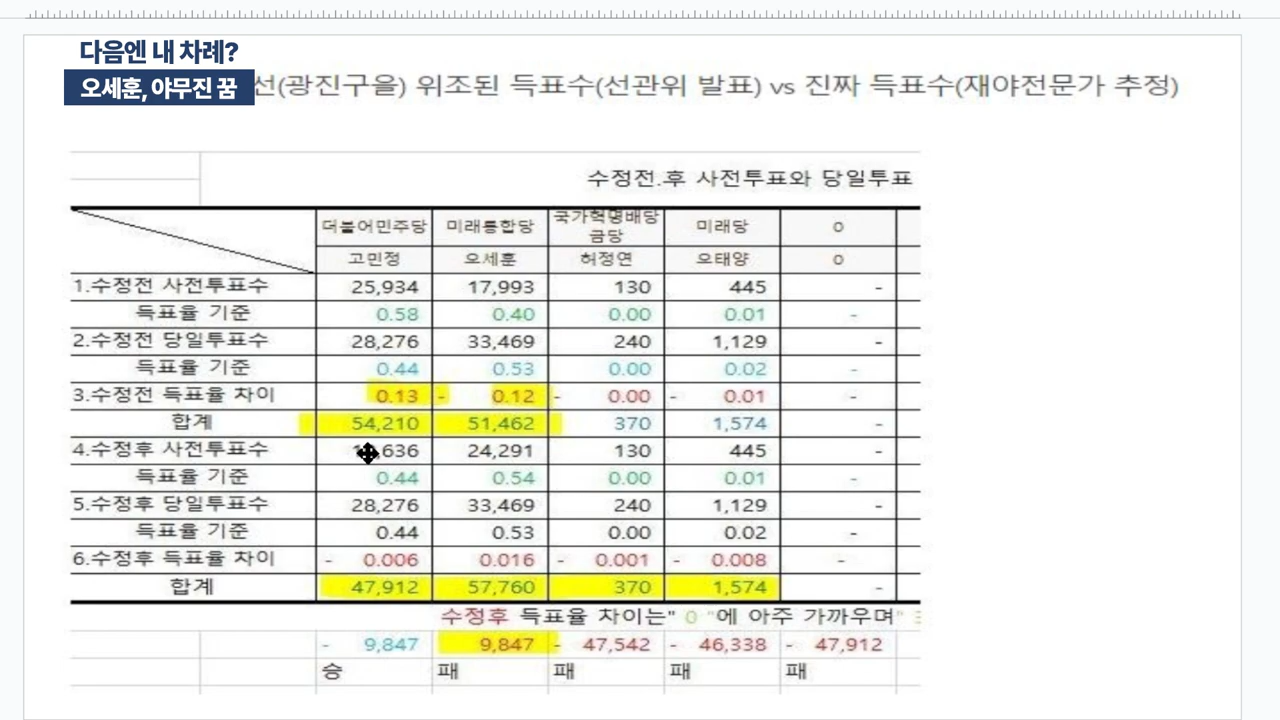 다음엔 내 차례?
오세훈, 야무진 꿈
선(광진구을) 위조된 득표수(선관위 발표) vs 진짜 득표수(재야전문가 추정)
수정전.후 사전투표와 당일투표
더불어민주당 미래통합당 국가혁명배당금당 미래당 0
고민정 오세훈 허정연 오태양 0
1.수정전 사전투표수 25,934 17,993 130 445 -
득표율 기준 0.58 0.40 0.00 0.01 -
2.수정전 당일투표수 28,276 33,469 240 1,129 -
득표율 기준 0.44 0.53 0.00 0.02 -
3.수정전 득표율 차이 0.13 - 0.12 - 0.00 - 0.01 -
합계 54,210 51,462 370 1,574 -
4.수정후 사전투표수 24,291 130 445 -
득표율 기준 0.44 0.54 0.00 0.01 -
5.수정후 당일투표수 28,276 33,469 240 1,129 -
득표율 기준 0.44 0.53 0.00 0.02 -
6.수정후 득표율 차이 - 0.006 0.016 - 0.001 - 0.008 -
합계 47,912 57,760 370 1,574 -
수정후 득표율 차이는" 0 "에 아주 가까우며"
- 9,847 9,847 - 47,542 - 46,338 - 47,912
승 패 패 패 패